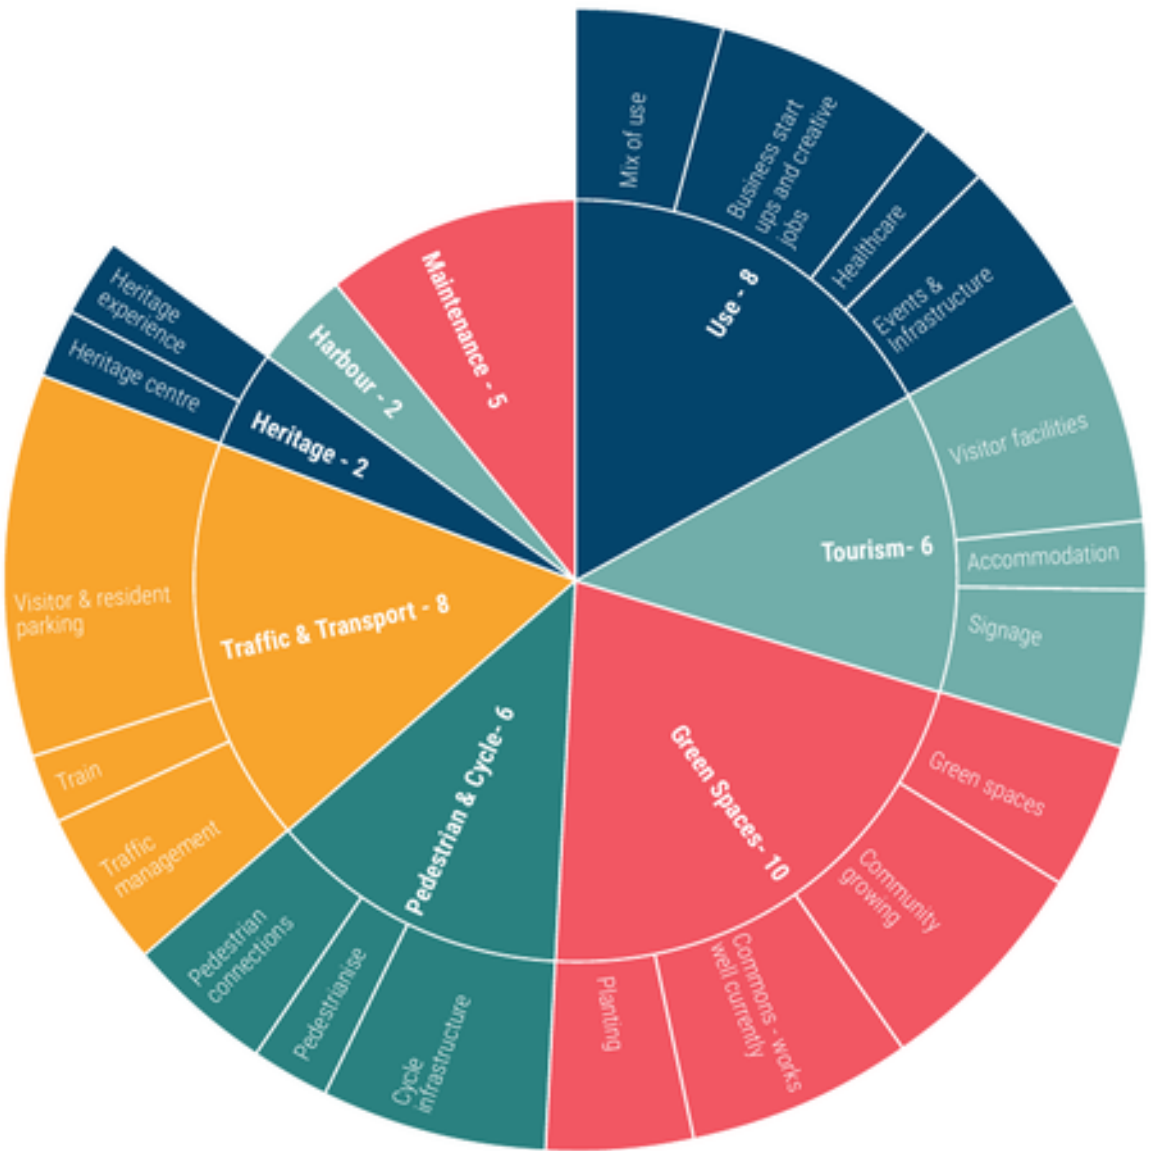 Mix of use
Business start
ups and creative
jobs
Healthcare
Events &
Infrastructure
Use - 8
Visitor facilities
Accommodation
Signage
Tourism- 6
Green spaces
Community
growing
Commons - works
well currently
Planting
Green Spaces- 10
Cycle
infrastructure
Pedestrianise
Pedestrian
connections
Pedestrian & Cycle- 6
Traffic
management
Train
Visitor & resident
parking
Traffic & Transport - 8
Heritage centre
Heritage
experience
Heritage - 2
Harbour - 2
Maintenance - 5